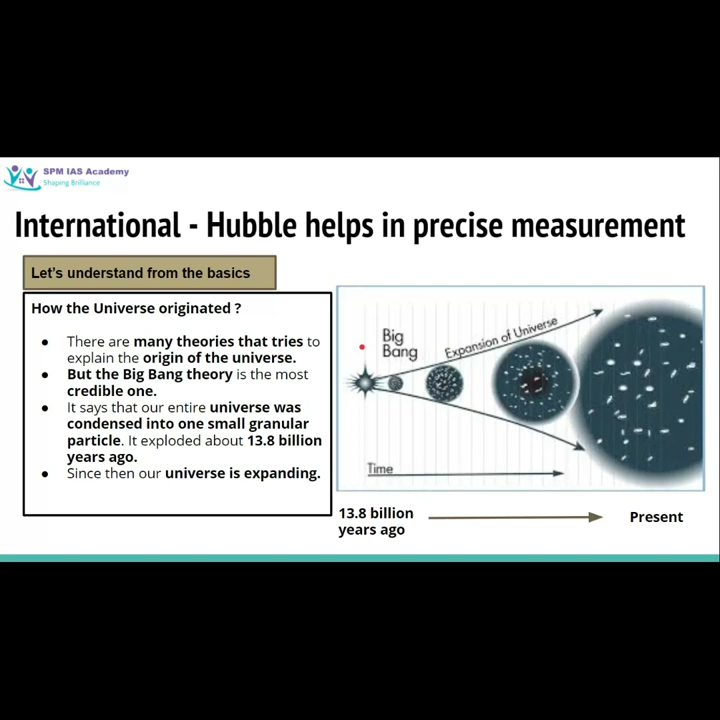 SPM IAS Academy
Shaping Brilliance
International - Hubble helps in precise measurement
Let's understand from the basics
How the Universe originated ?
● There are many theories that tries to
explain the origin of the universe.
● But the Big Bang theory is the most
credible one.
● It says that our entire universe was
condensed into one small granular
particle. It exploded about 13.8 billion
years ago.
● Since then our universe is expanding.
Big
Bang
Expansion of Universe
Time
13.8 billion
years ago
Present